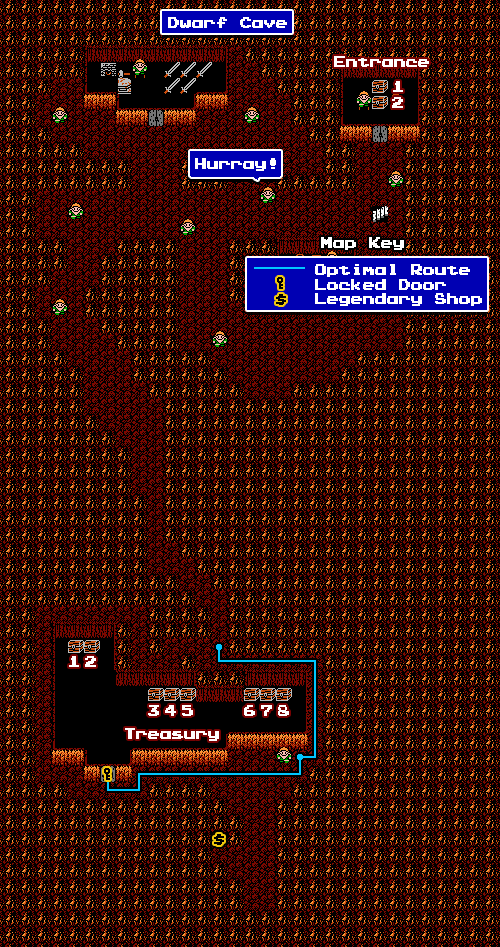 Dwarf Cave
Entrance
1
2
Hurray!
Map Key
Optimal Route
Locked Door
$ Legendary Shop
1 2
3 4 5
6 7 8
Treasury
$